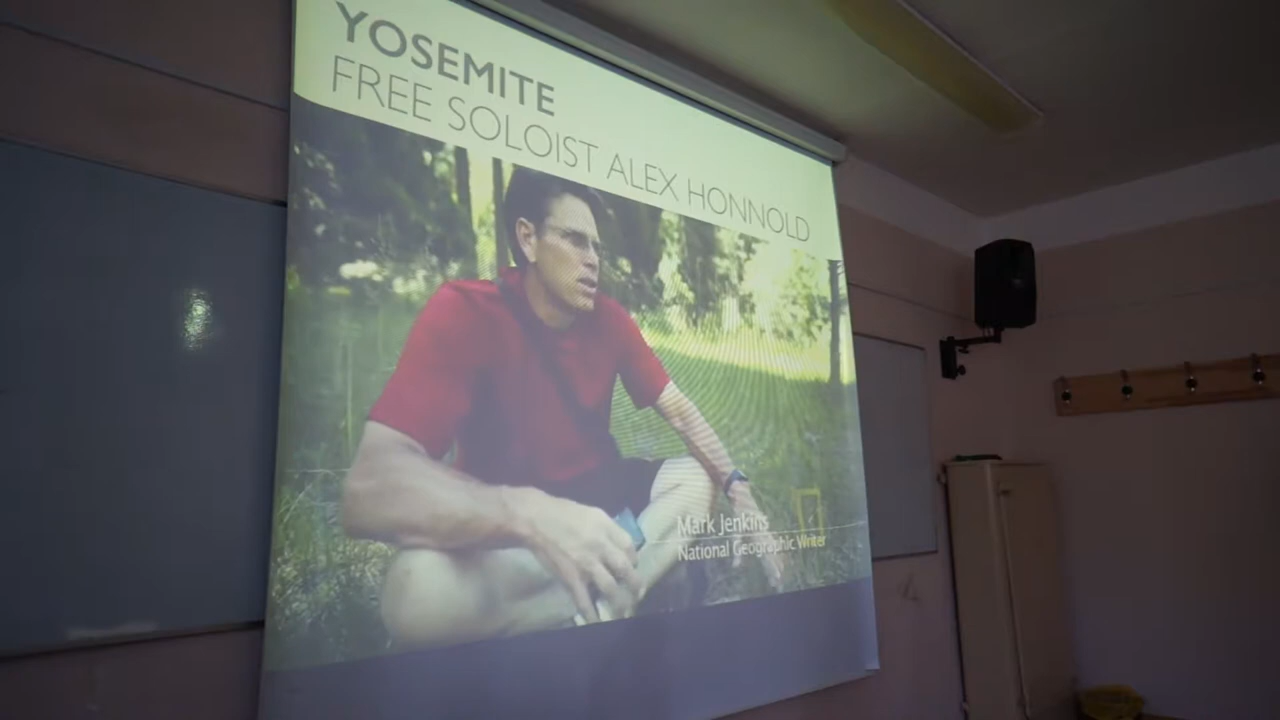 YOSEMITE
FREE SOLOIST ALEX HONNOLD
Mark Jenkins
National Geographic Writer